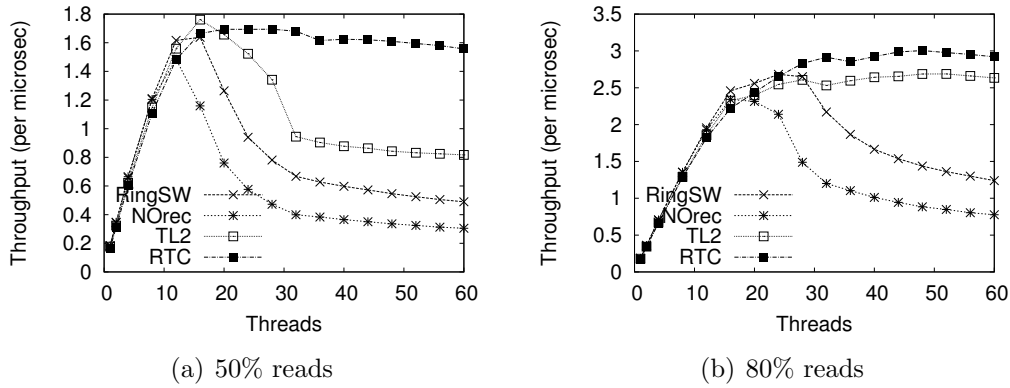 Throughput (per microsec)
1.8
1.6
1.4
1.2
1
0.8
0.6
0.4
0.2
0
RingSW
NOrec
TL2
RTC
0 10 20 30 40 50 60
Threads
(a) 50% reads
Throughput (per microsec)
3.5
3
2.5
2
1.5
1
0.5
0
RingSW
NOrec
TL2
RTC
0 10 20 30 40 50 60
Threads
(b) 80% reads